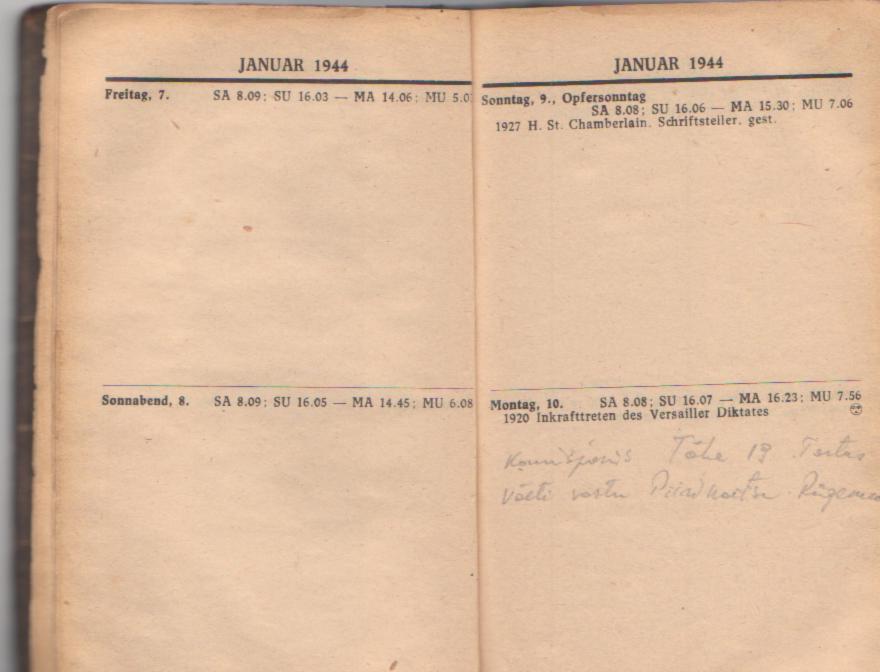 JANUAR 1944
Freitag, 7. SA 8.09; SU 16.03 — MA 14.06; MU 5.0
Sonnabend, 8. SA 8.09; SU 16.05 — MA 14.45; MU 6.08
JANUAR 1944
Sonntag, 9., Opfersonntag
SA 8.08; SU 16.06 — MA 15.30; MU 7.06
1927 H. St. Chamberlain, Schriftsteller, gest.
Montag, 10. SA 8.08; SU 16.07 — MA 16.23; MU 7.56
1920 Inkrafttreten des Versailler Diktates
Tähe 19 Tartus
Võeti vastu Piirikaitse